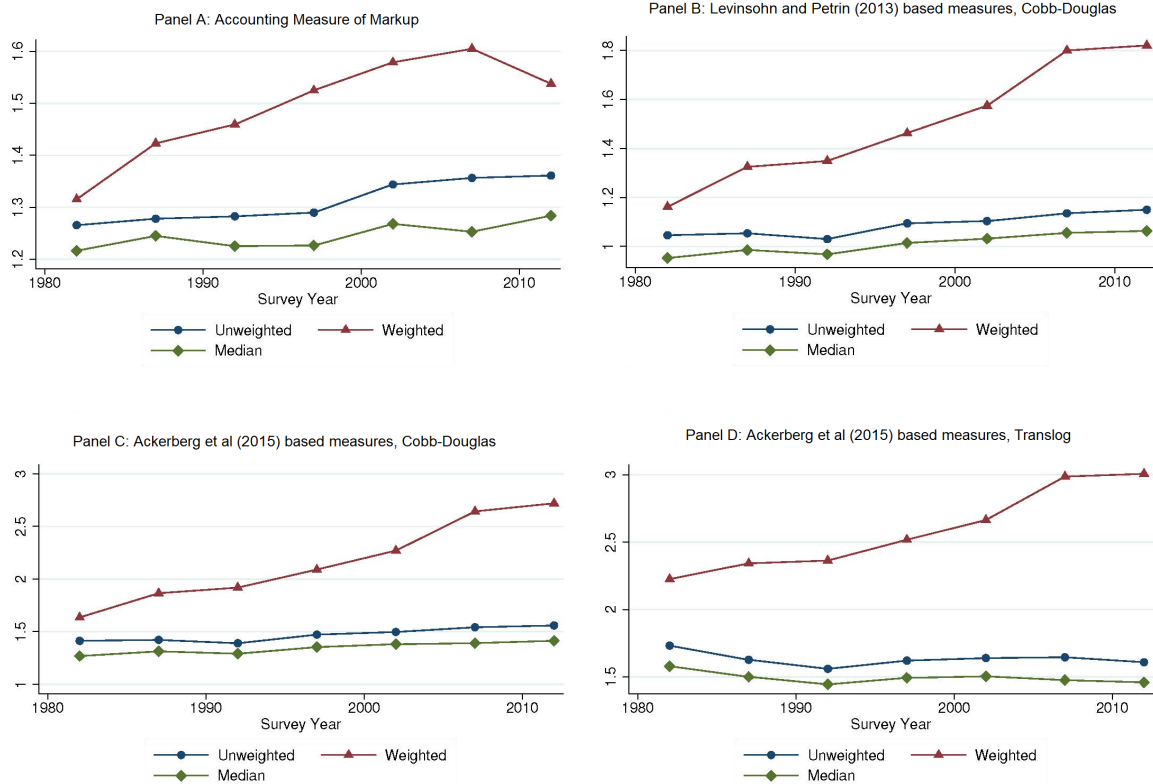 Panel A: Accounting Measure of Markup
1.6
1.5
1.4
1.3
1.2
1980 1990 2000 2010
Survey Year
Unweighted Weighted
Median
Panel B: Levinsohn and Petrin (2013) based measures, Cobb-Douglas
1.8
1.6
1.4
1.2
1
1980 1990 2000 2010
Survey Year
Unweighted Weighted
Median
Panel C: Ackerberg et al (2015) based measures, Cobb-Douglas
3
2.5
2
1.5
1
1980 1990 2000 2010
Survey Year
Unweighted Weighted
Median
Panel D: Ackerberg et al (2015) based measures, Translog
3
2.5
2
1.5
1980 1990 2000 2010
Survey Year
Unweighted Weighted
Median